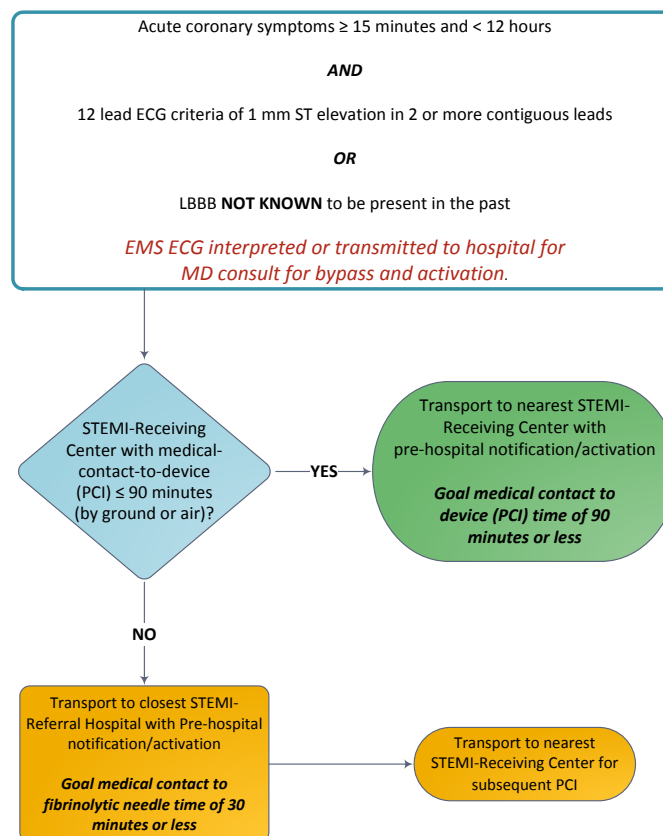 Acute coronary symptoms ≥ 15 minutes and < 12 hours
AND
12 lead ECG criteria of 1 mm ST elevation in 2 or more contiguous leads
OR
LBBB NOT KNOWN to be present in the past
EMS ECG interpreted or transmitted to hospital for
MD consult for bypass and activation.
STEMI-Receiving
Center with medical-
contact-to-device
(PCI) ≤ 90 minutes
(by ground or air)?
YES
Transport to nearest STEMI-
Receiving Center with
pre-hospital notification/activation
Goal medical contact to
device (PCI) time of 90
minutes or less
NO
Transport to closest STEMI-
Referral Hospital with Pre-hospital
notification/activation
Goal medical contact to
fibrinolytic needle time of 30
minutes or less
Transport to nearest
STEMI-Receiving Center for
subsequent PCI